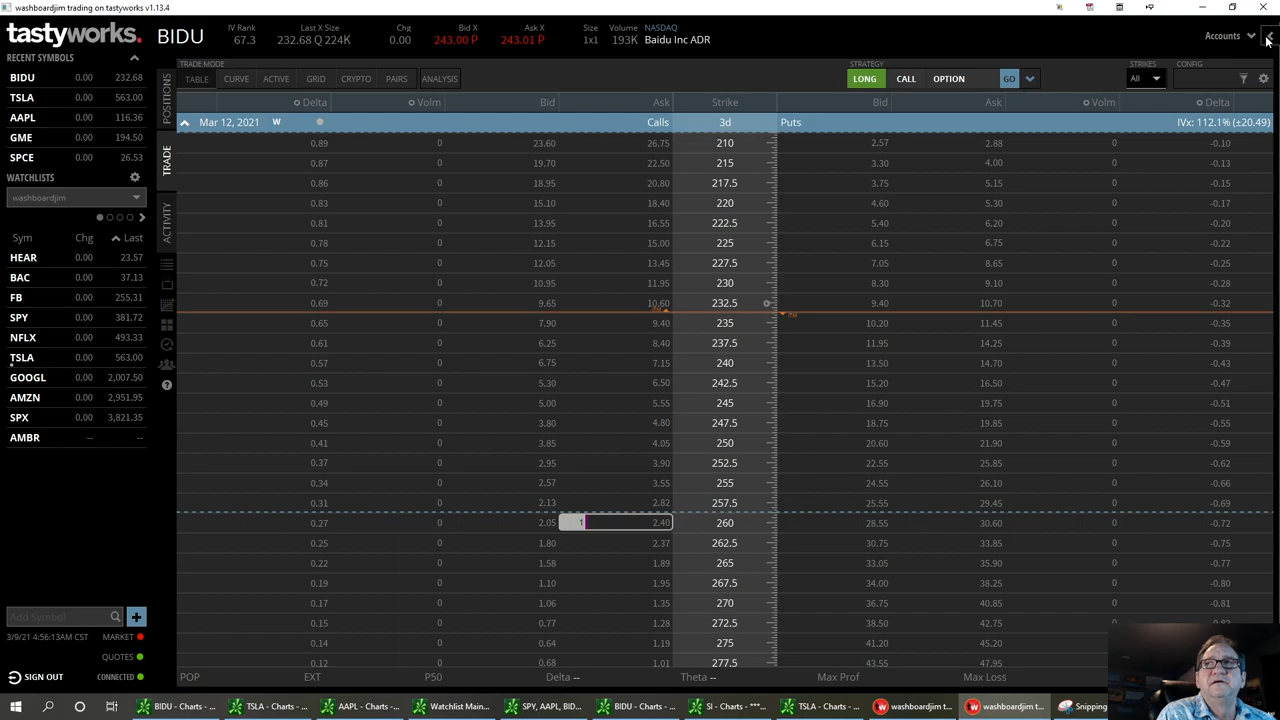 washboardjim trading on tastyworks v1.13.4
tastyworks.
BIDU
IV Rank
67.3
Last X Size
232.68 Q 224K
Chg
0.00
Bid X
243.00 P
Ask X
243.01 P
Size
1x1
Volume
193K
NASDAQ
Baidu Inc ADR
Accounts
RECENT SYMBOLS
BIDU 0.00 232.68
TSLA 0.00 563.00
AAPL 0.00 116.36
GME 0.00 194.50
SPCE 0.00 26.53
WATCHLISTS
washboardjim
Sym Chg Last
HEAR 0.00 23.57
BAC 0.00 37.13
FB 0.00 255.31
SPY 0.00 381.72
NFLX 0.00 493.33
TSLA 0.00 563.00
GOOGL 0.00 2,007.50
AMZN 0.00 2,951.95
SPX 0.00 3,821.35
AMBR -- --
Add Symbol
3/9/21 4:56:13AM CST MARKET
QUOTES
SIGN OUT CONNECTED
POSITIONS
TRADE
ACTIVITY
TRADE MODE
TABLE CURVE ACTIVE GRID CRYPTO PAIRS ANALYSIS
STRATEGY
LONG CALL OPTION GO
STRIKES
All
CONFIG
Delta Volm Bid Ask Strike Bid Ask Volm Delta
Mar 12, 2021 W Calls 3d Puts IVx: 112.1% (±20.49)
0.89 0 23.60 26.75 210 2.57 2.88 0 -0.10
0.87 0 19.70 22.50 215 3.30 4.00 0 -0.13
0.86 0 18.95 20.80 217.5 3.75 5.15 0 -0.15
0.83 0 15.10 18.40 220 4.60 5.30 0 -0.17
0.81 0 13.95 16.55 222.5 5.40 6.20 0 -0.20
0.78 0 12.15 15.00 225 6.15 6.75 0 -0.22
0.75 0 12.05 13.45 227.5 7.05 8.65 0 -0.25
0.72 0 10.95 11.95 230 8.30 9.10 0 -0.28
0.69 0 9.65 10.60 232.5 9.40 10.70 0 -0.32
0.65 0 7.90 9.40 235 10.20 11.45 0 -0.35
0.61 0 6.25 8.40 237.5 11.95 14.25 0 -0.39
0.57 0 6.75 7.15 240 13.50 14.70 0 -0.43
0.53 0 5.30 6.50 242.5 15.20 16.50 0 -0.47
0.49 0 5.00 5.55 245 16.90 19.75 0 -0.51
0.45 0 3.80 4.80 247.5 18.75 19.85 0 -0.55
0.41 0 3.85 4.05 250 20.60 21.90 0 -0.59
0.37 0 2.95 3.90 252.5 22.55 25.85 0 -0.62
0.34 0 2.57 3.55 255 24.55 26.10 0 -0.66
0.31 0 2.13 2.82 257.5 25.55 29.45 0 -0.69
0.27 0 2.05 1 2.40 260 28.55 30.60 0 -0.72
0.25 0 1.80 2.37 262.5 30.75 33.85 0 -0.75
0.22 0 1.58 1.89 265 33.05 35.90 0 -0.77
0.19 0 1.10 1.95 267.5 34.00 38.25 0 -0.80
0.17 0 1.06 1.35 270 36.75 40.85 0 -0.81
0.15 0 0.77 1.28 272.5 38.50 42.75 0
0.14 0 0.64 1.19 275 41.20 45.20
0.12 0 0.68 1.01 277.5 43.55 47.95
POP EXT P50 Delta -- Theta -- Max Prof Max Loss
BIDU - Charts - ...
TSLA - Charts - ...
AAPL - Charts - ...
Watchlist Main...
SPY, AAPL, BID...
BIDU - Charts - ...
SI - Charts - ***...
TSLA - Charts - ...
washboardjim t...
washboardjim t...
Snipping